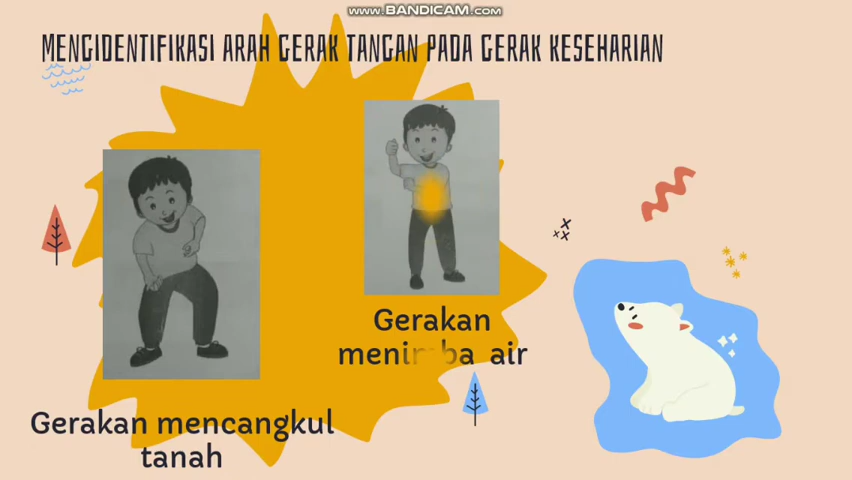 www.BANDICAM.com
MENGIDENTIFIKASI ARAH GERAK TANGAN PADA GERAK KESEHARIAN
Gerakan
air
Gerakan mencangkul
tanah